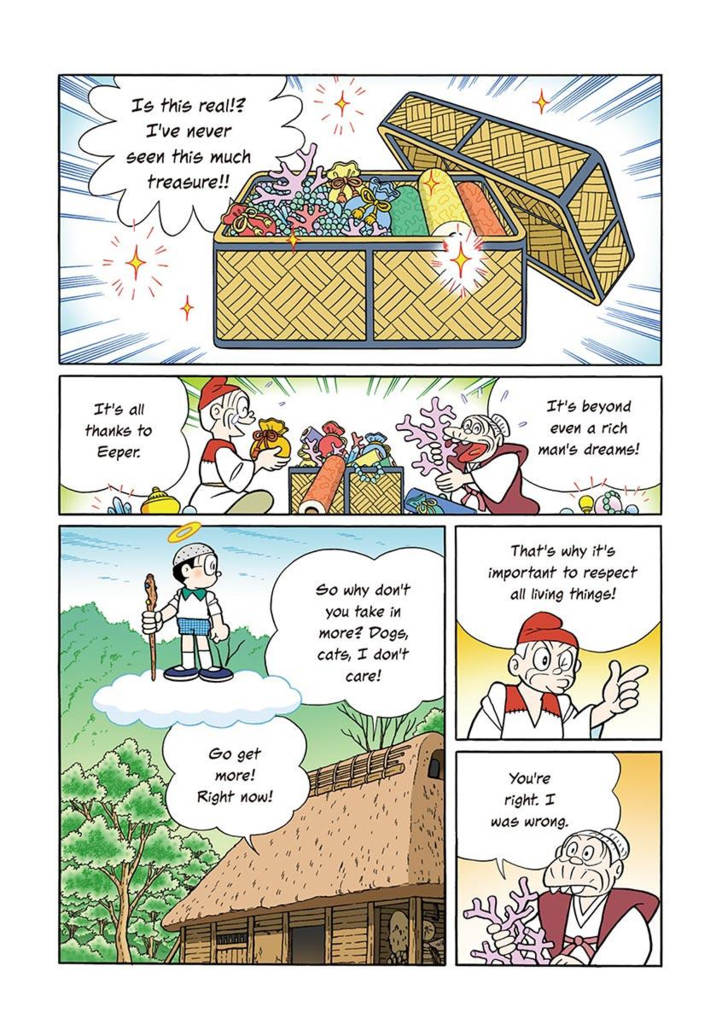 Is this real!?
I've never
seen this much
treasure!!
It's all
thanks to
Eeper.
It's beyond
even a rich
man's dreams!
That's why it's
important to respect
all living things!
You're
right. I
was wrong.
So why don't
you take in
more? Dogs,
cats, I don't
care!
Go get
more!
Right now!